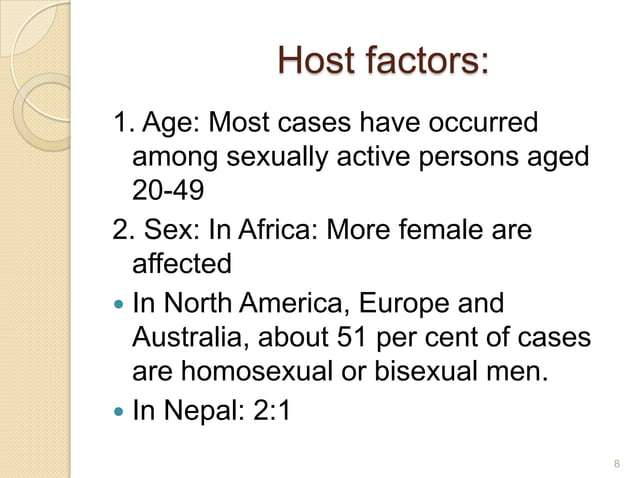 Host factors:
1. Age: Most cases have occurred
among sexually active persons aged
20-49
2. Sex: In Africa: More female are
affected
• In North America, Europe and
Australia, about 51 per cent of cases
are homosexual or bisexual men.
• In Nepal: 2:1
8